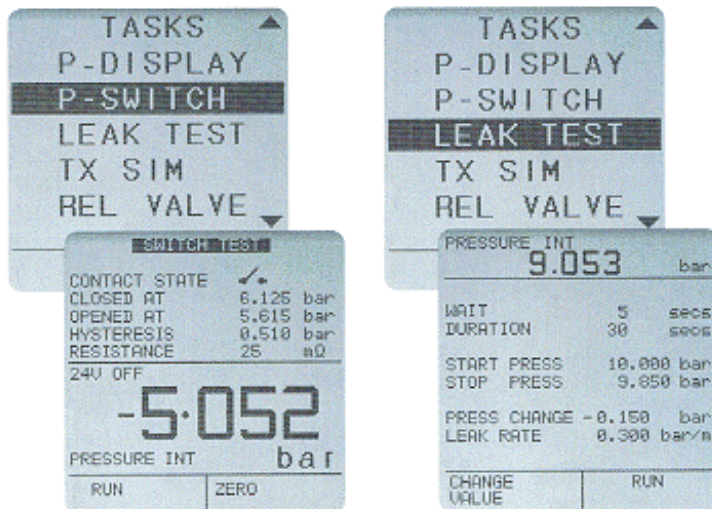 TASKS
P-DISPLAY
P-SWITCH
LEAK TEST
TX SIM
REL VALVE
SWITCH TEST
CONTACT STATE
CLOSED AT 6.125 bar
OPENED AT 5.615 bar
HYSTERESIS 0.510 bar
RESISTANCE 25 mΩ
24V OFF
-5.052
PRESSURE INT bar
RUN ZERO
TASKS
P-DISPLAY
P-SWITCH
LEAK TEST
TX SIM
REL VALVE
PRESSURE INT
9.053 bar
WAIT 5 secs
DURATION 30 secs
START PRESS 10.000 bar
STOP PRESS 9.850 bar
PRESS CHANGE -0.150 bar
LEAK RATE 0.300 bar/m
CHANGE RUN
VALUE